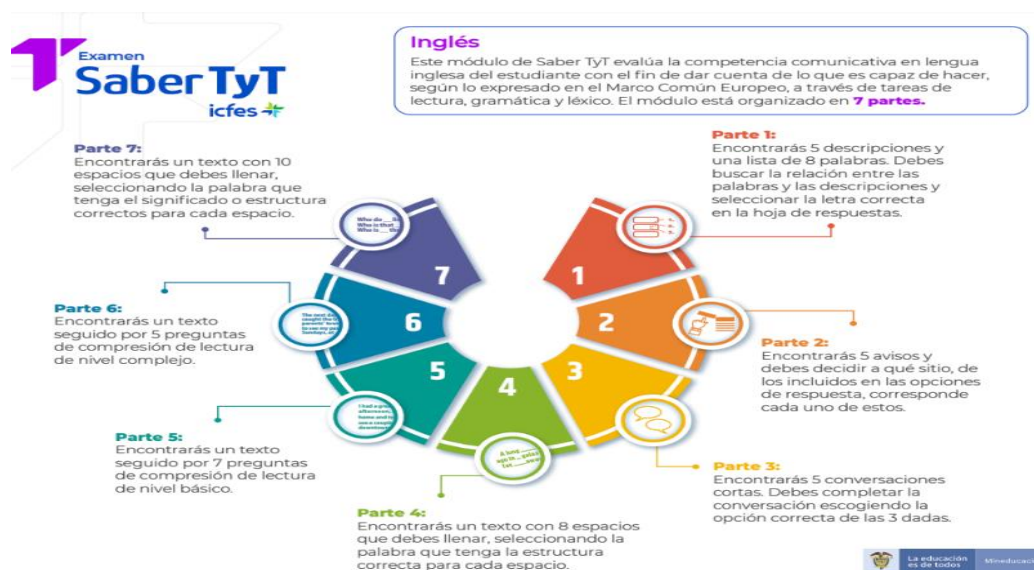 Examen
Saber TyT
icfes
Inglés
Este módulo de Saber TyT evalúa la competencia comunicativa en lengua
inglesa del estudiante con el fin de dar cuenta de lo que es capaz de hacer,
según lo expresado en el Marco Común Europeo, a través de tareas de
lectura, gramática y léxico. El módulo está organizado en 7 partes.
Parte 1:
Encontrarás 5 descripciones y
una lista de 8 palabras. Debes
buscar la relación entre las
palabras y las descripciones y
seleccionar la letra correcta
en la hoja de respuestas.
1
Parte 2:
Encontrarás 5 avisos y
debes decidir a qué sitio, de
los incluidos en las opciones
de respuesta, corresponde
cada uno de estos.
2
Parte 3:
Encontrarás 5 conversaciones
cortas. Debes completar la
conversación escogiendo la
opción correcta de las 3 dadas.
3
Parte 4:
Encontrarás un texto con 8 espacios
que debes llenar, seleccionando la
palabra que tenga la estructura
correcta para cada espacio.
4
Parte 5:
Encontrarás un texto
seguido por 7 preguntas
de compresión de lectura
de nivel básico.
5
Parte 6:
Encontrarás un texto
seguido por 5 preguntas
de compresión de lectura
de nivel complejo.
6
Parte 7:
Encontrarás un texto con 10
espacios que debes llenar,
seleccionando la palabra que
tenga el significado o estructura
correctos para cada espacio.
7
La educación
es de todos